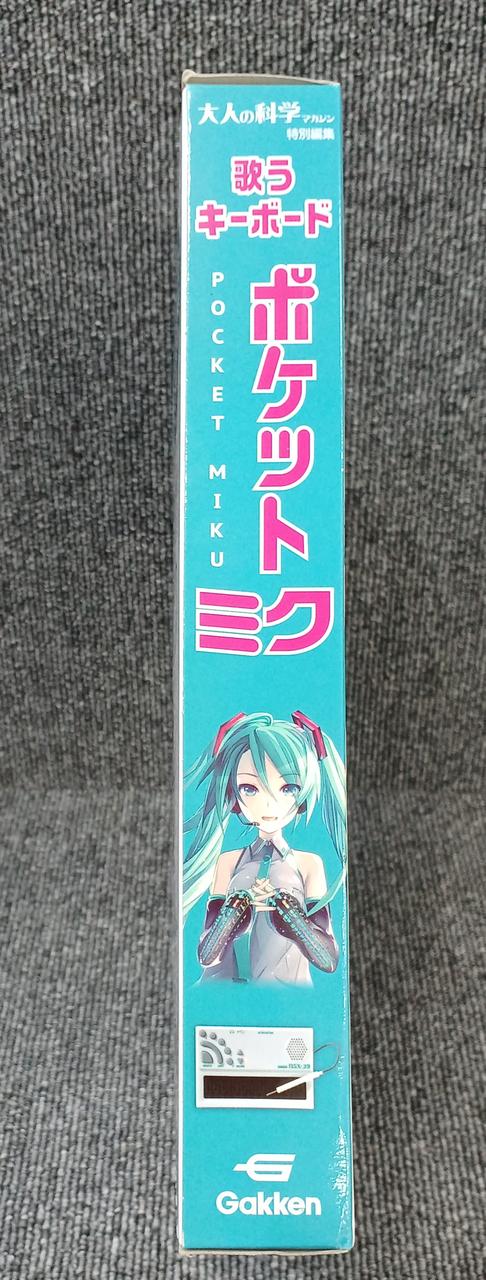 大人の科学マガジン
特別編集
歌う
キーボード
ポケット
ミク
POCKET MIKU
Gakken